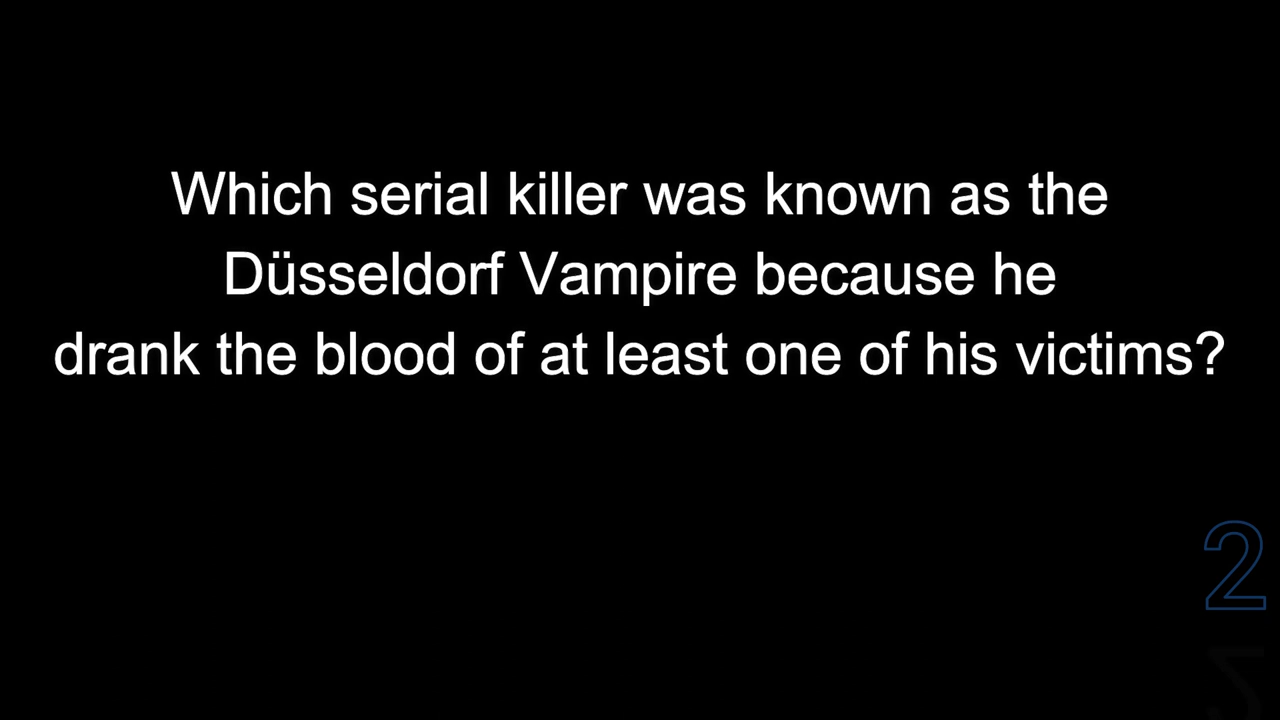 Which serial killer was known as the
Düsseldorf Vampire because he
drank the blood of at least one of his victims?
2